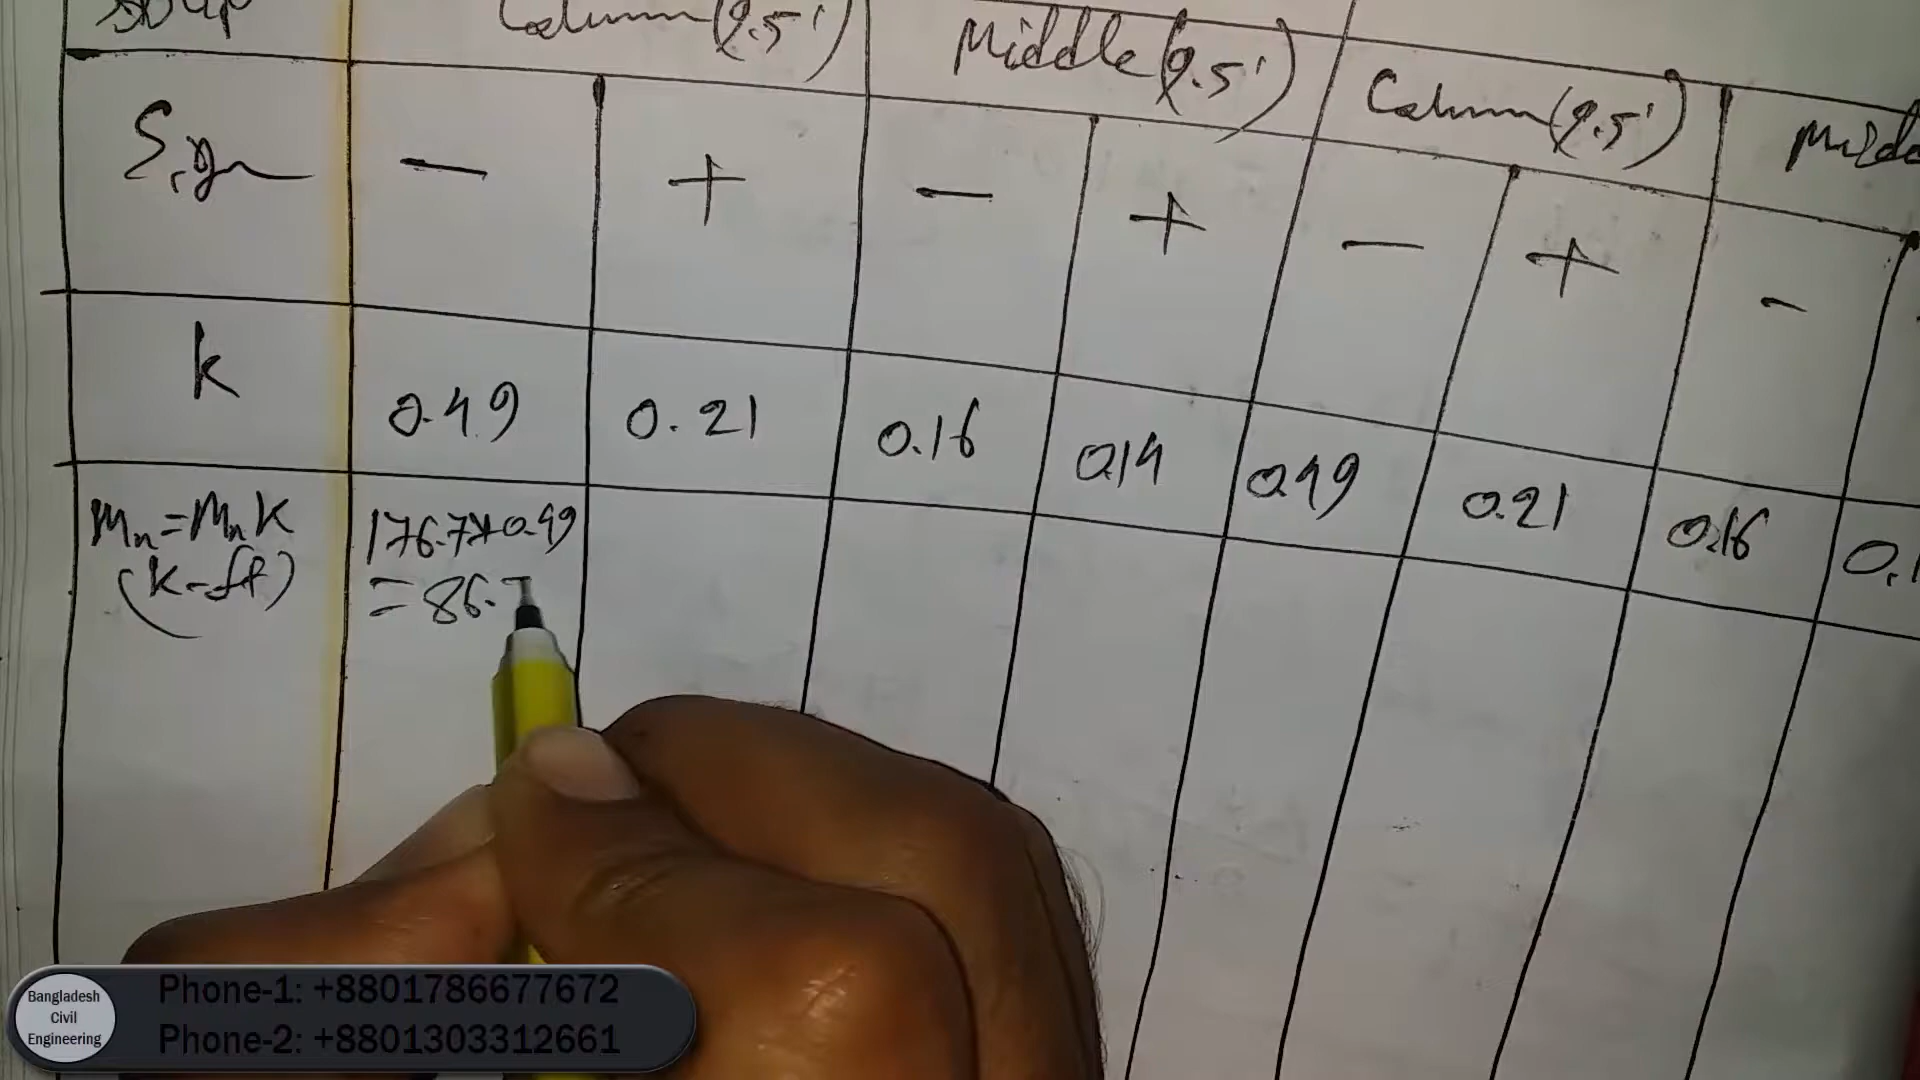 Column (9.5') Middle (9.5') Column (9.5')
Sign - + - + - + -
k 0.49 0.21 0.16 0.14 0.49 0.21 0.16
Mn=MnK 176.77*0.49
(k-ft) =86.
Bangladesh
Civil
Engineering
Phone-1: +8801786677672
Phone-2: +8801303312661